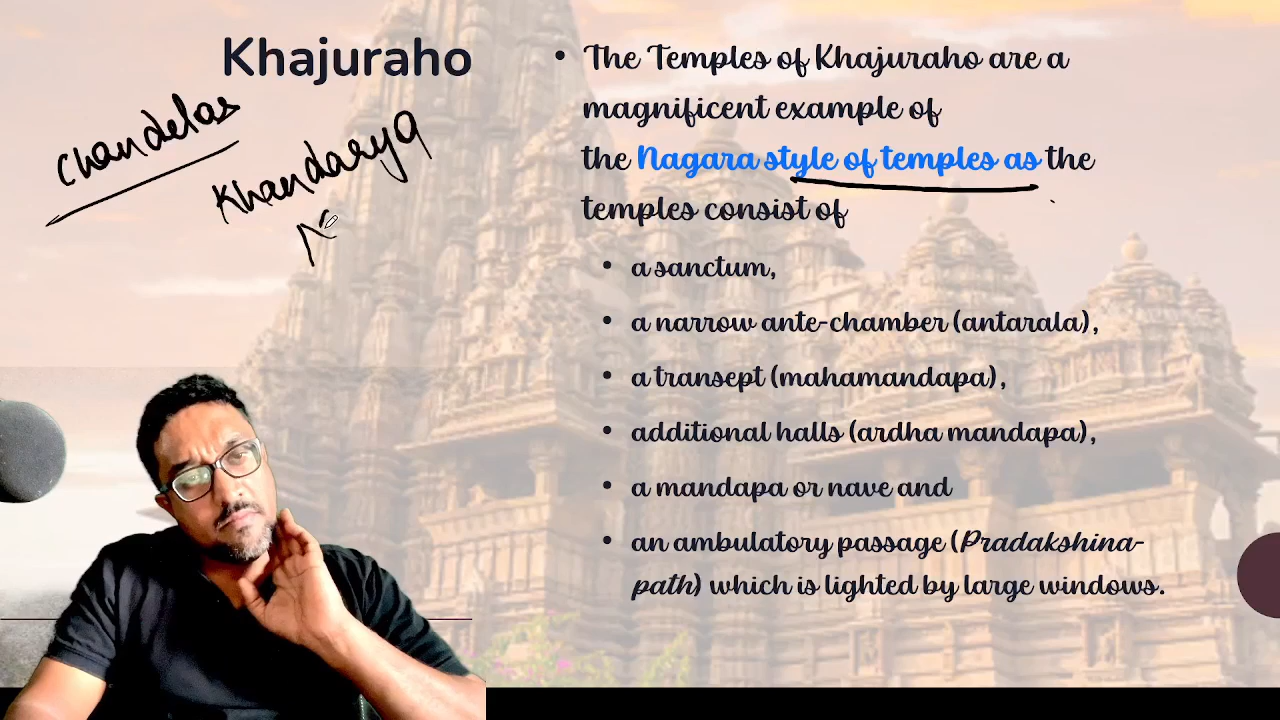 Khajuraho
Chandelas
Khandarya
• The Temples of Khajuraho are a
magnificent example of
the Nagara style of temples as the
temples consist of
• a sanctum,
• a narrow ante-chamber (antarala),
• a transept (mahamandapa),
• additional halls (ardha mandapa),
• a mandapa or nave and
• an ambulatory passage (Pradakshina-
path) which is lighted by large windows.